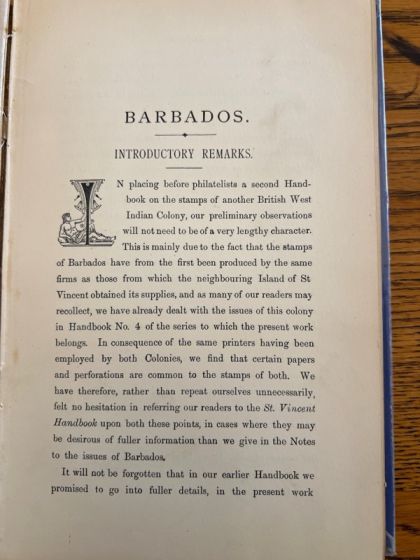 BARBADOS.
INTRODUCTORY REMARKS.
IN placing before philatelists a second Hand-
book on the stamps of another British West
Indian Colony, our preliminary observations
will not need to be of a very lengthy character.
This is mainly due to the fact that the stamps
of Barbados have from the first been produced by the same
firms as those from which the neighbouring Island of St
Vincent obtained its supplies, and as many of our readers may
recollect, we have already dealt with the issues of this colony
in Handbook No. 4 of the series to which the present work
belongs. In consequence of the same printers having been
employed by both Colonies, we find that certain papers
and perforations are common to the stamps of both. We
have therefore, rather than repeat ourselves unnecessarily,
felt no hesitation in referring our readers to the St. Vincent
Handbook upon both these points, in cases where they may
be desirous of fuller information than we give in the Notes
to the issues of Barbados.
It will not be forgotten that in our earlier Handbook we
promised to go into fuller details, in the present work